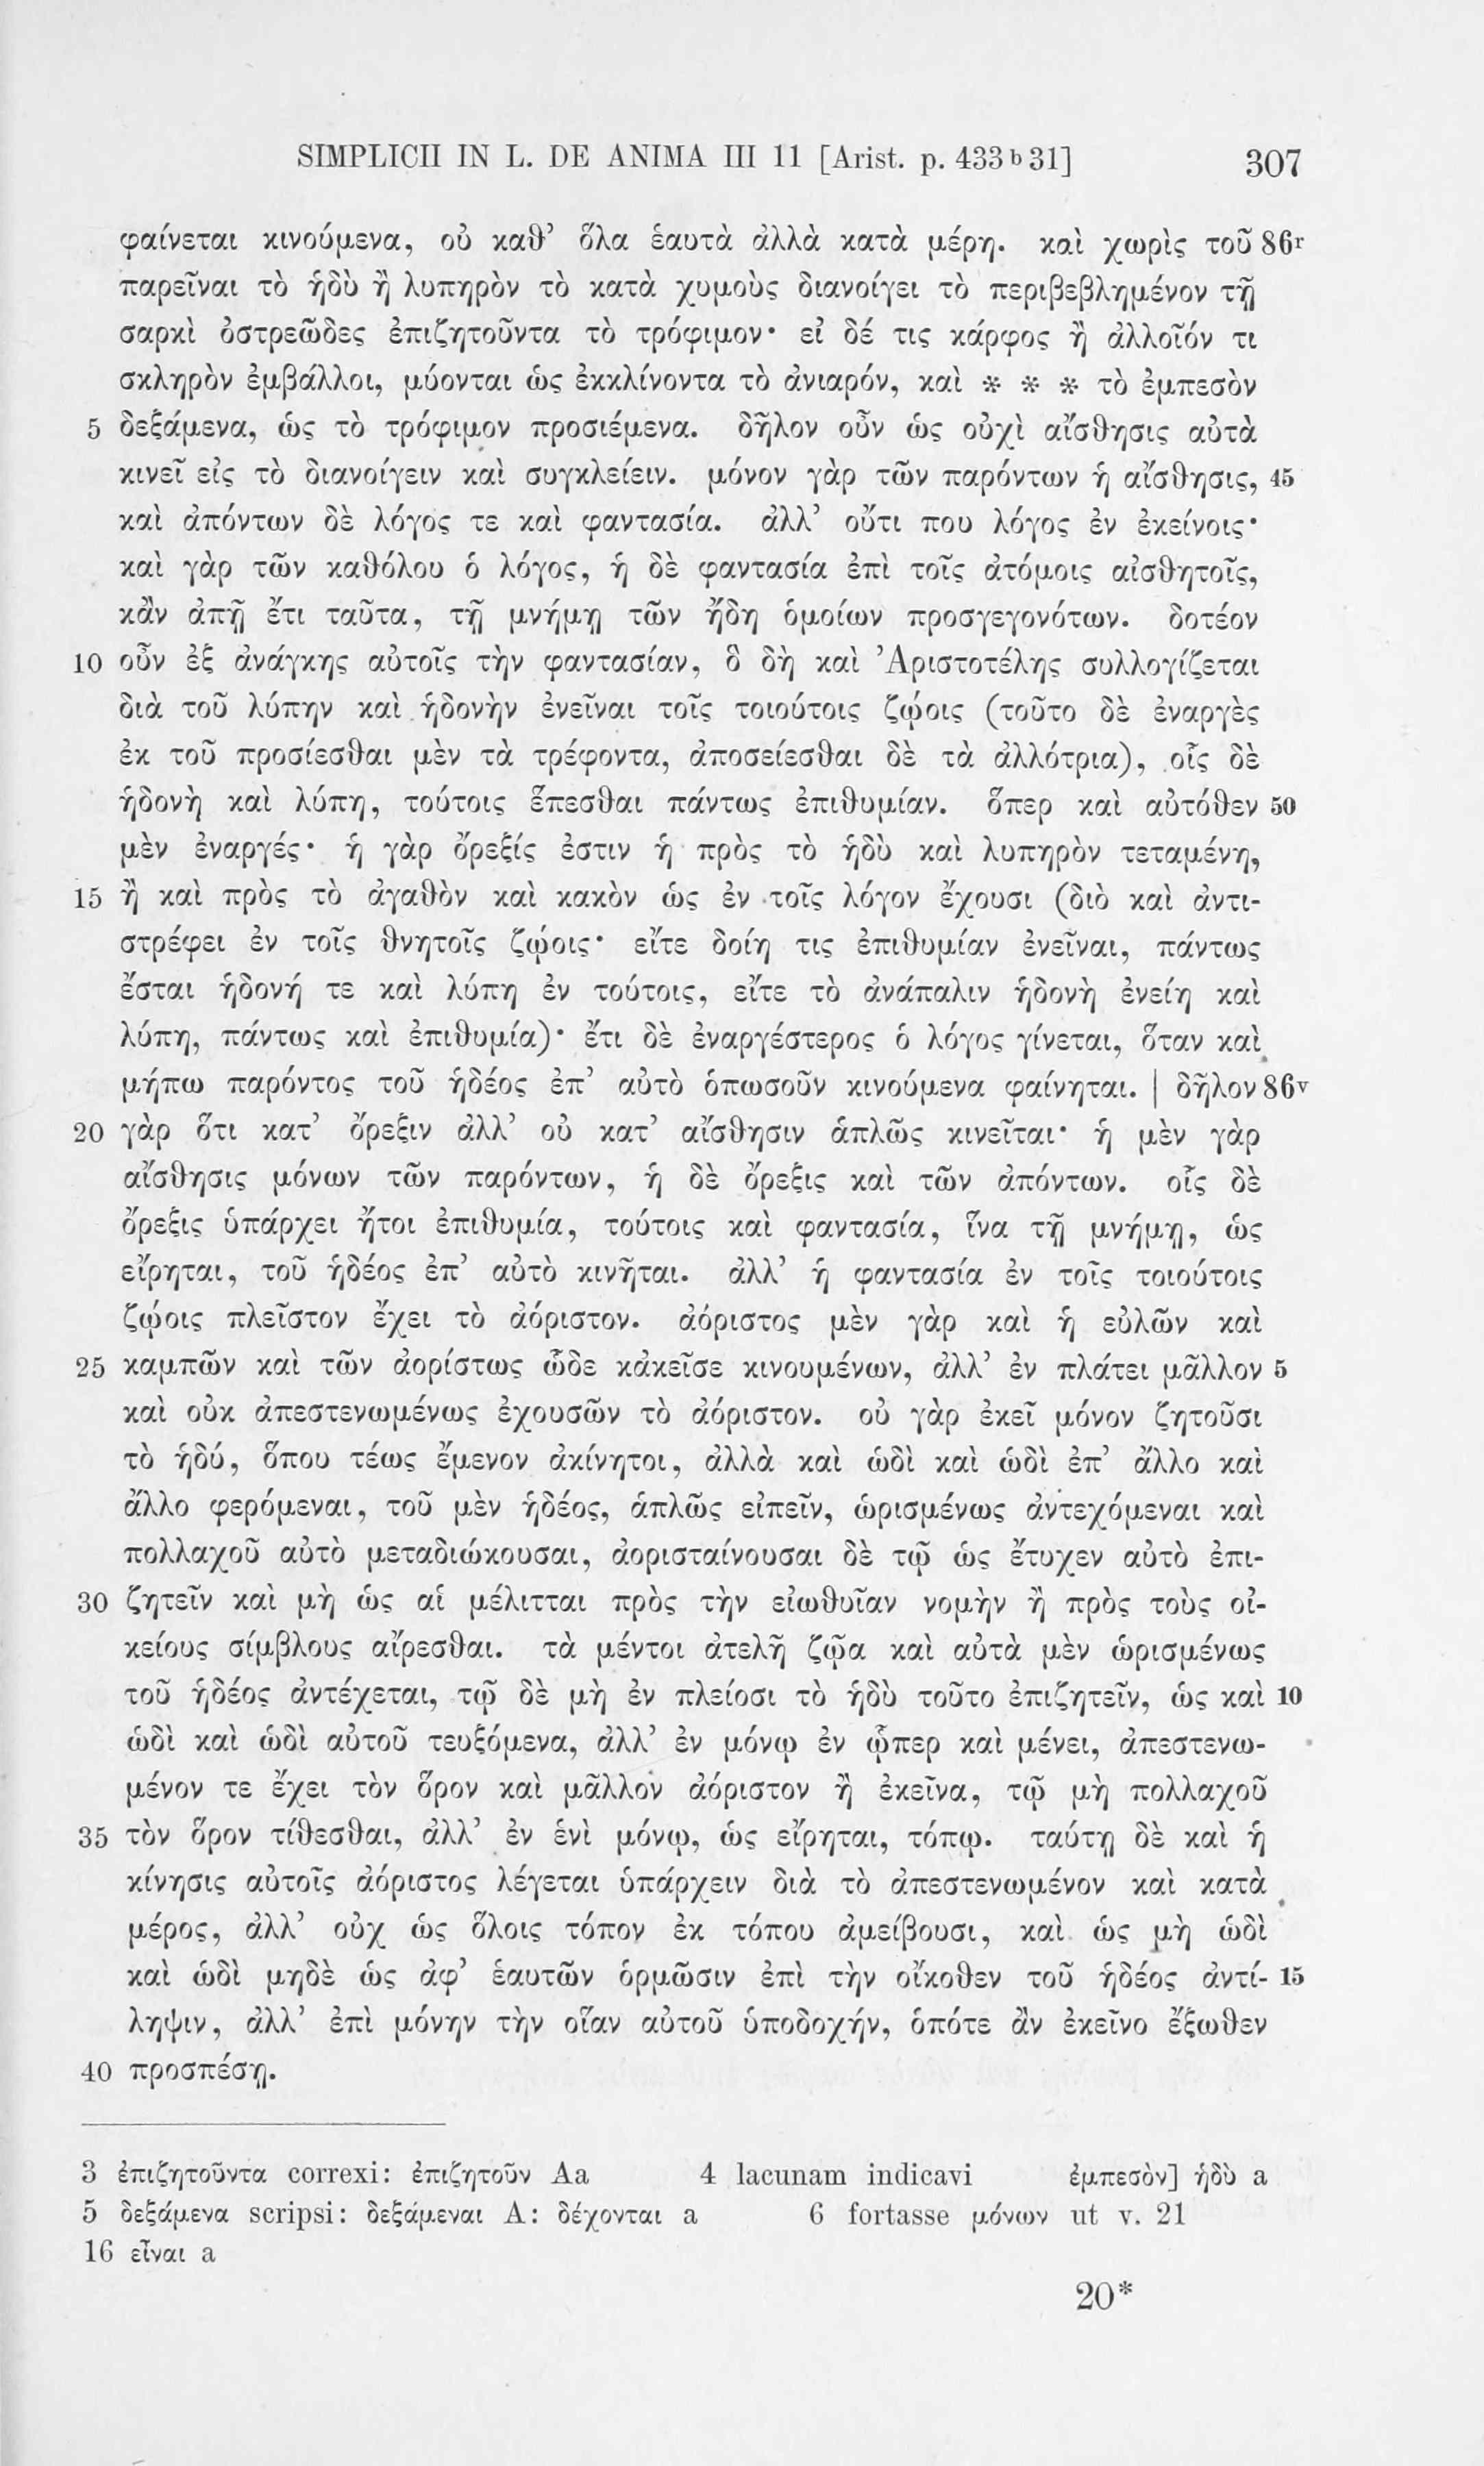 SIMPLICII IN L. DE ANIMA III 11 [Arist. p. 433 b 31] 307
φαίνεται κινούμενα, οὐ καθ’ ὅλα ἑαυτὰ ἀλλὰ κατὰ μέρη. καὶ χωρὶς τοῦ 86r
παρεῖναι τὸ ἡδὺ ἢ λυπηρὸν τὸ κατὰ χυμοὺς διανοίγει τὸ περιβεβλημένον τῇ
σαρκὶ ὀστρεῶδες ἐπιζητοῦντα τὸ τρόφιμον· εἰ δέ τις κάρφος ἢ ἀλλοῖόν τι
σκληρὸν ἐμβάλλοι, μύονται ὡς ἐκκλίνοντα τὸ ἀνιαρόν, καὶ * * * τὸ ἐμπεσὸν
5 δεξάμενα, ὡς τὸ τρόφιμον προσιέμενα. δῆλον οὖν ὡς οὐχὶ αἴσθησις αὐτὰ
κινεῖ εἰς τὸ διανοίγειν καὶ συγκλείειν. μόνον γὰρ τῶν παρόντων ἡ αἴσθησις, 45
καὶ ἀπόντων δὲ λόγος τε καὶ φαντασία. ἀλλ’ οὔτι που λόγος ἐν ἐκείνοις·
καὶ γὰρ τῶν καθόλου ὁ λόγος, ἡ δὲ φαντασία ἐπὶ τοῖς ἀτόμοις αἰσθητοῖς,
κἂν ἀπῇ ἔτι ταῦτα, τῇ μνήμῃ τῶν ἤδη ὁμοίων προσγεγονότων. δοτέον
10 οὖν ἐξ ἀνάγκης αὐτοῖς τὴν φαντασίαν, ὃ δὴ καὶ Ἀριστοτέλης συλλογίζεται
διὰ τοῦ λύπην καὶ ἡδονὴν ἐνεῖναι τοῖς τοιούτοις ζῴοις (τοῦτο δὲ ἐναργὲς
ἐκ τοῦ προσίεσθαι μὲν τὰ τρέφοντα, ἀποσείεσθαι δὲ τὰ ἀλλότρια), οἷς δὲ
ἡδονὴ καὶ λύπη, τούτοις ἕπεσθαι πάντως ἐπιθυμίαν. ὅπερ καὶ αὐτόθεν 50
μὲν ἐναργές· ἡ γὰρ ὄρεξίς ἐστιν ἡ πρὸς τὸ ἡδὺ καὶ λυπηρὸν τεταμένη,
15 ἢ καὶ πρὸς τὸ ἀγαθὸν καὶ κακὸν ὡς ἐν τοῖς λόγον ἔχουσι (διὸ καὶ ἀντι-
στρέφει ἐν τοῖς θνητοῖς ζῴοις· εἴτε δοίη τις ἐπιθυμίαν ἐνεῖναι, πάντως
ἔσται ἡδονή τε καὶ λύπη ἐν τούτοις, εἴτε τὸ ἀνάπαλιν ἡδονὴ ἐνείη καὶ
λύπη, πάντως καὶ ἐπιθυμία)· ἔτι δὲ ἐναργέστερος ὁ λόγος γίνεται, ὅταν καὶ
μήπω παρόντος τοῦ ἡδέος ἐπ’ αὐτὸ ὁπωσοῦν κινούμενα φαίνηται. | δῆλον 86v
20 γὰρ ὅτι κατ’ ὄρεξιν ἀλλ’ οὐ κατ’ αἴσθησιν ἁπλῶς κινεῖται· ἡ μὲν γὰρ
αἴσθησις μόνων τῶν παρόντων, ἡ δὲ ὄρεξις καὶ τῶν ἀπόντων. οἷς δὲ
ὄρεξις ὑπάρχει ἤτοι ἐπιθυμία, τούτοις καὶ φαντασία, ἵνα τῇ μνήμῃ, ὡς
εἴρηται, τοῦ ἡδέος ἐπ’ αὐτὸ κινῆται. ἀλλ’ ἡ φαντασία ἐν τοῖς τοιούτοις
ζῴοις πλεῖστον ἔχει τὸ ἀόριστον. ἀόριστος μὲν γὰρ καὶ ἡ εὐλῶν καὶ
25 καμπῶν καὶ τῶν ἀορίστως ὧδε κἀκεῖσε κινουμένων, ἀλλ’ ἐν πλάτει μᾶλλον 5
καὶ οὐκ ἀπεστενωμένως ἐχουσῶν τὸ ἀόριστον. οὐ γὰρ ἐκεῖ μόνον ζητοῦσι
τὸ ἡδύ, ὅπου τέως ἔμενον ἀκίνητοι, ἀλλὰ καὶ ὡδὶ καὶ ὡδὶ ἐπ’ ἄλλο καὶ
ἄλλο φερόμεναι, τοῦ μὲν ἡδέος, ἁπλῶς εἰπεῖν, ὡρισμένως ἀντεχόμεναι καὶ
πολλαχοῦ αὐτὸ μεταδιώκουσαι, ἀορισταίνουσαι δὲ τῷ ὡς ἔτυχεν αὐτὸ ἐπι-
30 ζητεῖν καὶ μὴ ὡς αἱ μέλιτται πρὸς τὴν εἰωθυῖαν νομὴν ἢ πρὸς τοὺς οἰ-
κείους σίμβλους αἴρεσθαι. τὰ μέντοι ἀτελῆ ζῷα καὶ αὐτὰ μὲν ὡρισμένως
τοῦ ἡδέος ἀντέχεται, τῷ δὲ μὴ ἐν πλείοσι τὸ ἡδὺ τοῦτο ἐπιζητεῖν, ὡς καὶ 10
ὡδὶ καὶ ὡδὶ αὐτοῦ τευξόμενα, ἀλλ’ ἐν μόνῳ ἐν ᾧπερ καὶ μένει, ἀπεστενω-
μένον τε ἔχει τὸν ὅρον καὶ μᾶλλον ἀόριστον ἢ ἐκεῖνα, τῷ μὴ πολλαχοῦ
35 τὸν ὅρον τίθεσθαι, ἀλλ’ ἐν ἑνὶ μόνῳ, ὡς εἴρηται, τόπῳ. ταύτῃ δὲ καὶ ἡ
κίνησις αὐτοῖς ἀόριστος λέγεται ὑπάρχειν διὰ τὸ ἀπεστενωμένον καὶ κατὰ
μέρος, ἀλλ’ οὐχ ὡς ὅλοις τόπον ἐκ τόπου ἀμείβουσι, καὶ ὡς μὴ ὡδὶ
καὶ ὡδὶ μηδὲ ὡς ἀφ’ ἑαυτῶν ὁρμῶσιν ἐπὶ τὴν οἴκοθεν τοῦ ἡδέος ἀντί- 15
ληψιν, ἀλλ’ ἐπὶ μόνην τὴν οἵαν αὐτοῦ ὑποδοχήν, ὁπότε ἂν ἐκεῖνο ἔξωθεν
40 προσπέσῃ.
3 ἐπιζητοῦντα correxi: ἐπιζητοῦν Aa 4 lacunam indicavi ἐμπεσὸν] ἡδὺ a
5 δεξάμενα scripsi: δεξάμεναι A: δέχονται a 6 fortasse μόνων ut v. 21
16 εἶναι a
20*